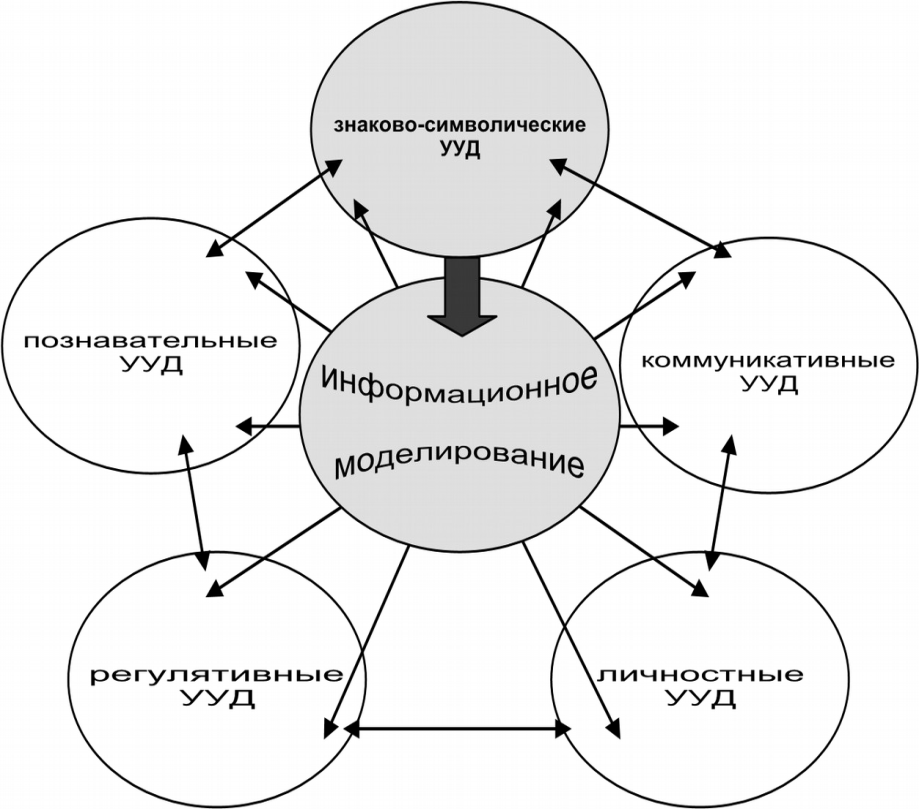 знаково-символические
УУД
познавательные
УУД
коммуникативные
УУД
информационное
моделирование
регулятивные
УУД
личностные
УУД